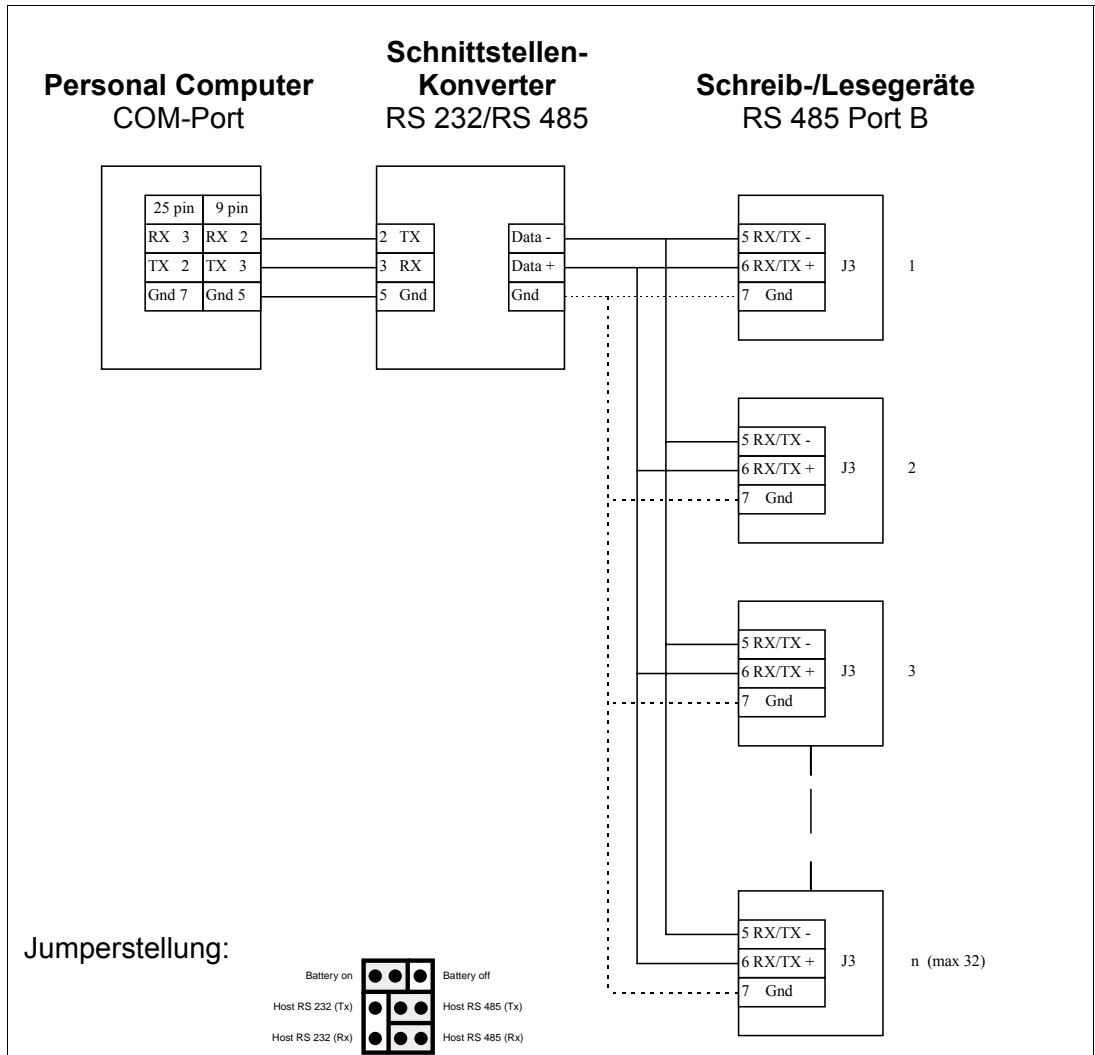 Personal Computer
COM-Port
Schnittstellen-
Konverter
RS 232/RS 485
Schreib-/Lesegeräte
RS 485 Port B
25 pin 9 pin
RX 3 RX 2
TX 2 TX 3
Gnd 7 Gnd 5
2 TX
3 RX
5 Gnd
Data -
Data +
Gnd
5 RX/TX -
6 RX/TX + J3 1
7 Gnd
5 RX/TX -
6 RX/TX + J3 2
7 Gnd
5 RX/TX -
6 RX/TX + J3 3
7 Gnd
5 RX/TX -
6 RX/TX + J3 n (max 32)
7 Gnd
Jumperstellung:
Battery on Battery off
Host RS 232 (Tx) Host RS 485 (Tx)
Host RS 232 (Rx) Host RS 485 (Rx)